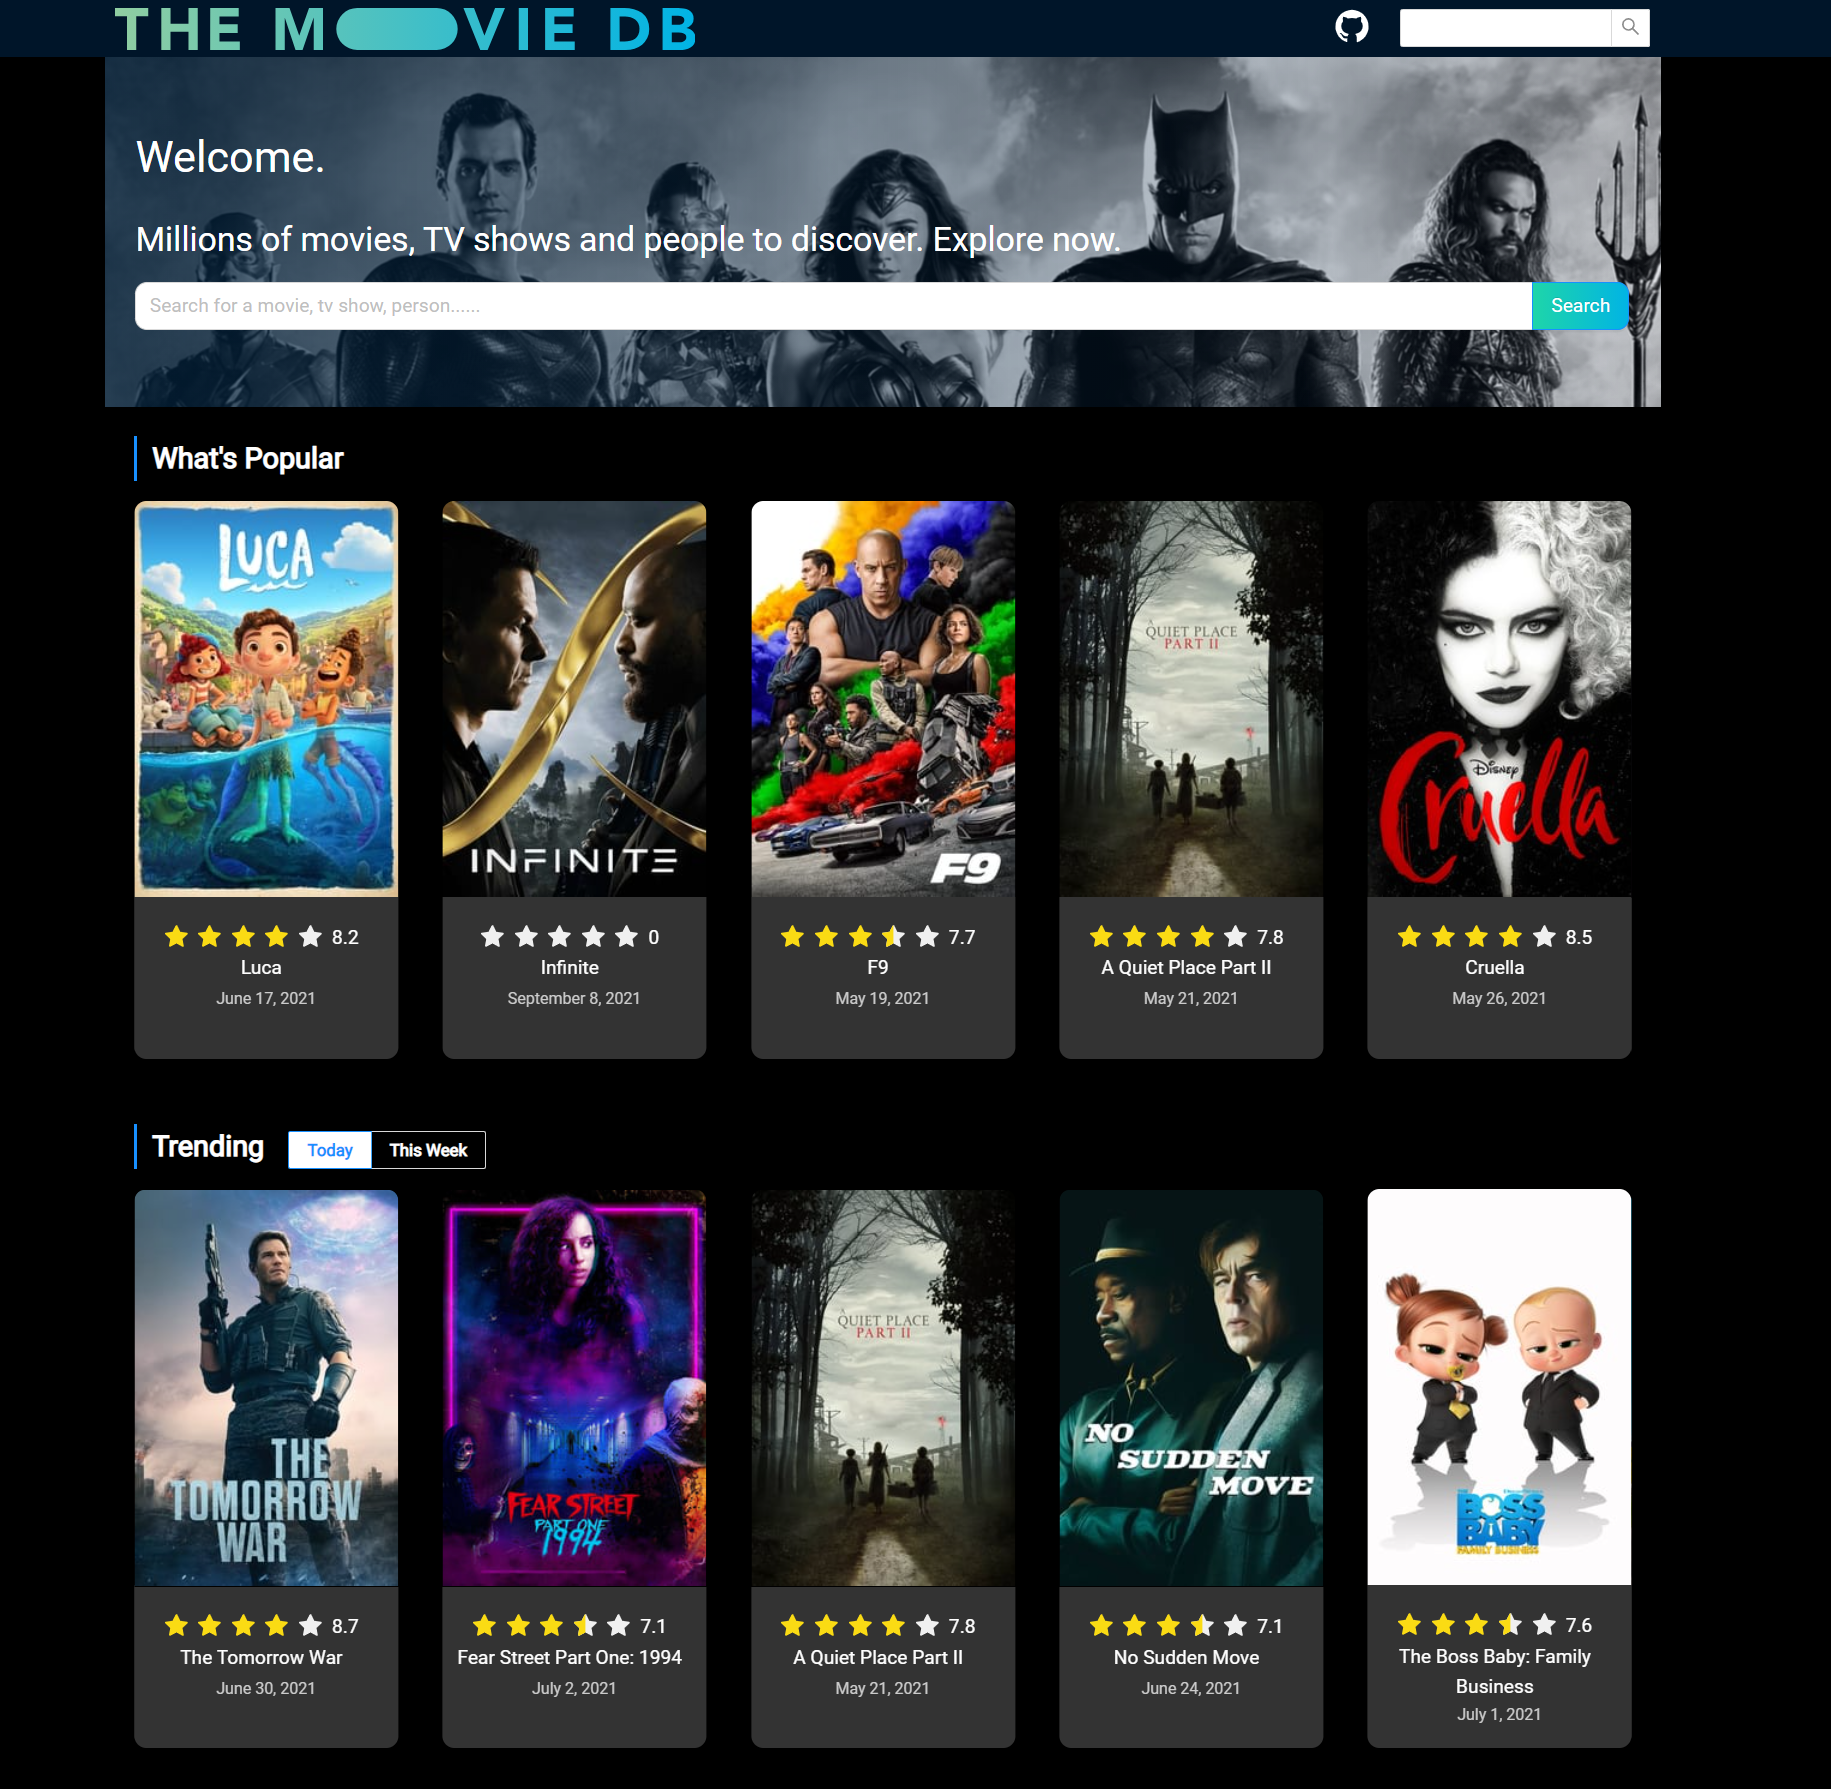 THE MOVIE DB
Welcome.
Millions of movies, TV shows and people to discover. Explore now.
Search for a movie, tv show, person......
Search
What's Popular
LUCA
INFINITE
F9
A
QUIET PLACE
PART II
DISNEY
Cruella
8.2
0
7.7
7.8
8.5
Luca
Infinite
F9
A Quiet Place Part II
Cruella
June 17, 2021
September 8, 2021
May 19, 2021
May 21, 2021
May 26, 2021
Trending
Today
This Week
THE
TOMORROW
WAR
FEAR STREET
PART ONE
1994
A
QUIET PLACE
PART II
NO
SUDDEN
MOVE
THE
BOSS
BABY
FAMILY BUSINESS
8.7
7.1
7.8
7.1
7.6
The Tomorrow War
Fear Street Part One: 1994
A Quiet Place Part II
No Sudden Move
The Boss Baby: Family
Business
June 30, 2021
July 2, 2021
May 21, 2021
June 24, 2021
July 1, 2021